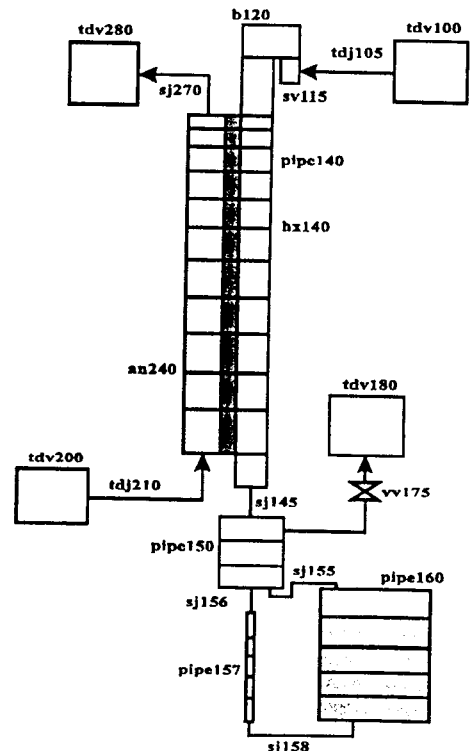 b120
tdv280
tdv100
tdj105
sj270
sv115
pipe140
hx140
an240
tdv180
tdv200
tdj210
vv175
sj145
pipe150
sj155
pipe160
sj156
pipe157
sj158